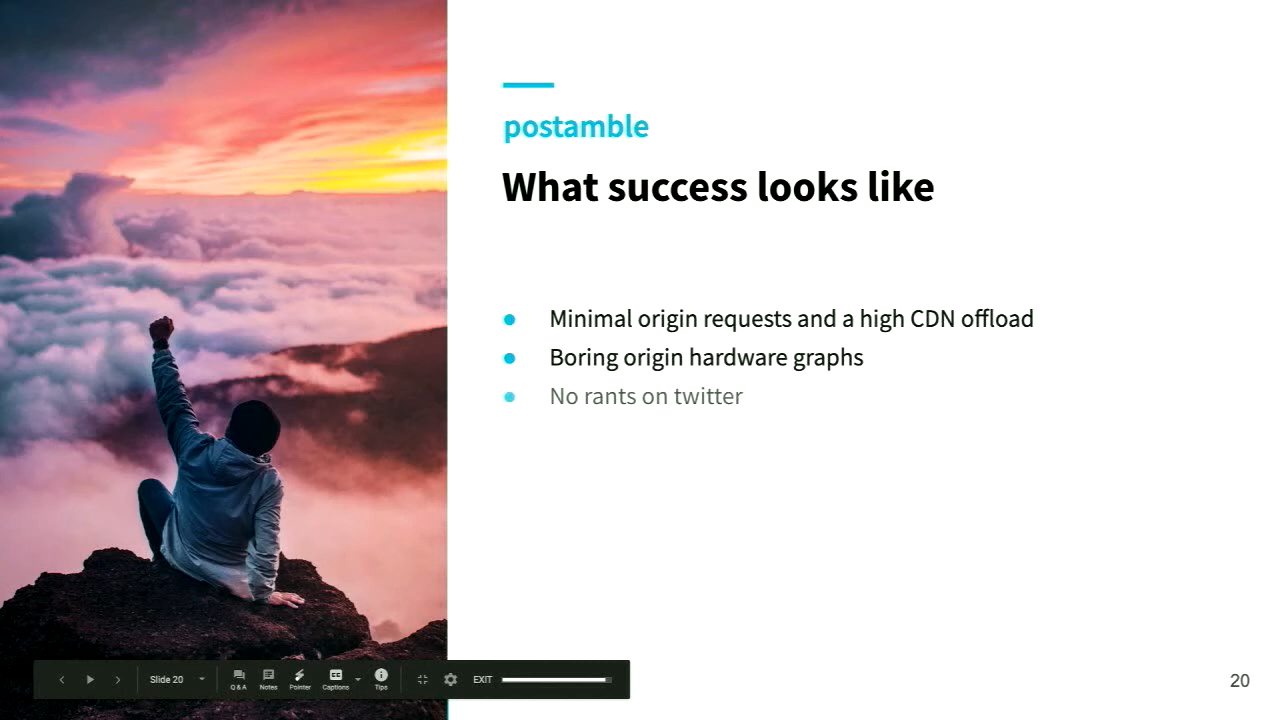 postamble
What success looks like
Minimal origin requests and a high CDN offload
Boring origin hardware graphs
No rants on twitter
Slide 20
Q & A
Notes
Pointer
Captions
Tips
EXIT
20